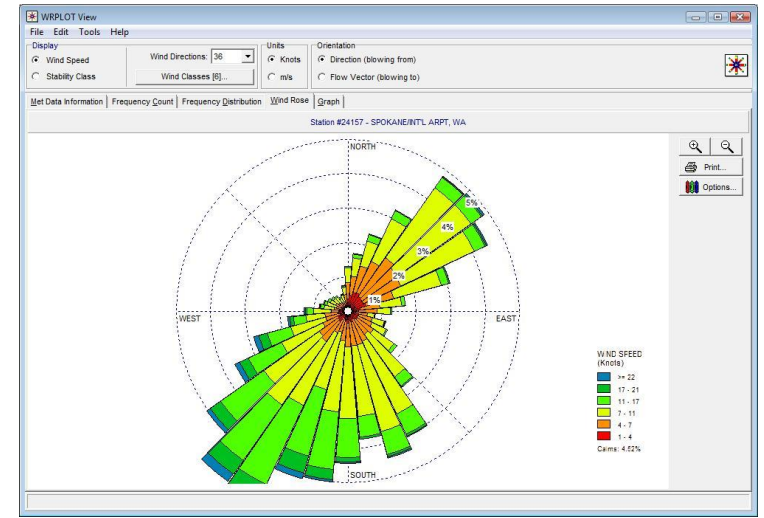 WRPLOT View
File Edit Tools Help
Display
Wind Speed
Stability Class
Wind Directions: 36
Wind Classes [6]...
Units
Knots
m/s
Orientation
Direction (blowing from)
Flow Vector (blowing to)
Met Data Information Frequency Count Frequency Distribution Wind Rose Graph
Station #24157 - SPOKANE/INT'L ARPT, WA
Print...
Options...
NORTH
5%
4%
3%
2%
1%
WEST
EAST
SOUTH
WIND SPEED
(Knots)
>= 22
17 - 21
11 - 17
7 - 11
4 - 7
1 - 4
Calms: 4.52%